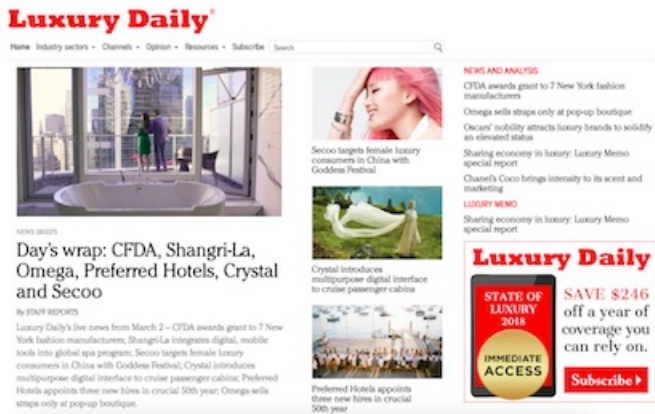 Luxury Daily®
Home Industry sectors Channels Opinion Resources Subscribe Search
NEWS BRIEFS
Day's wrap: CFDA, Shangri-La,
Omega, Preferred Hotels, Crystal
and Secoo
By STAFF REPORTS
Luxury Daily's live news from March 2 – CFDA awards grant to 7 New
York fashion manufacturers; Shangri-La integrates digital, mobile
tools into global spa program; Secoo targets female luxury
consumers in China with Goddess Festival; Crystal introduces
multipurpose digital interface to cruise passenger cabins; Preferred
Hotels appoints three new hires in crucial 50th year; Omega sells
straps only at pop-up boutique.
Secoo targets female luxury
consumers in China with
Goddess Festival
Crystal introduces
multipurpose digital interface
to cruise passenger cabins
Preferred Hotels appoints
three new hires in crucial
50th year
NEWS AND ANALYSIS
CFDA awards grant to 7 New York fashion
manufacturers
Omega sells straps only at pop-up boutique
Oscars' nobility attracts luxury brands to solidify
an elevated status
Sharing economy in luxury: Luxury Memo
special report
Chanel's Coco brings intensity to its scent and
marketing
LUXURY MEMO
Sharing economy in luxury: Luxury Memo
special report
Luxury Daily
STATE OF
LUXURY
2018
IMMEDIATE
ACCESS
SAVE $246
off a year of
coverage you
can rely on.
Subscribe